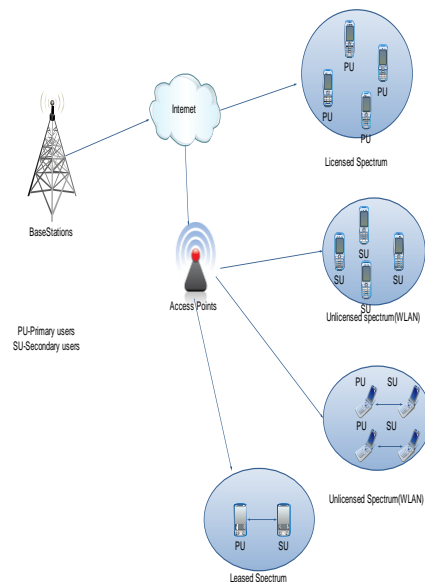 Internet
PU
PU
PU
PU
Licensed Spectrum
BaseStations
SU
SU
SU
SU
Unlicensed spectrum(WLAN)
Access Points
PU-Primary users
SU-Secondary users
PU SU
PU SU
Unlicensed Spectrum(WLAN)
PU SU
Leased Spectrum